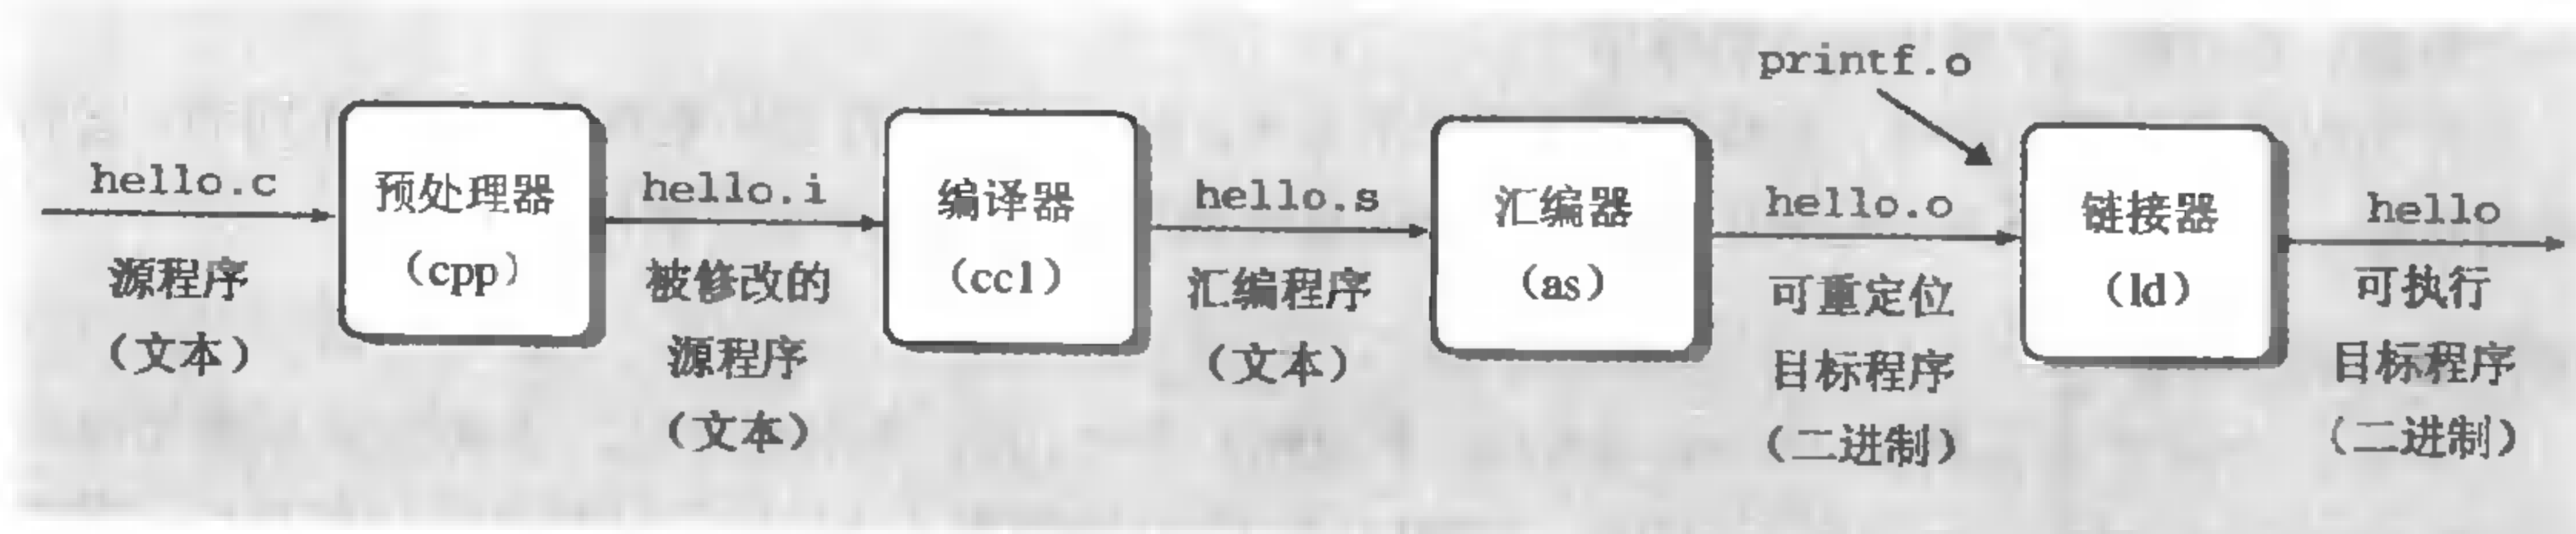 printf.o
hello.c
预处理器
(cpp)
hello.i
编译器
(cc1)
hello.s
汇编器
(as)
hello.o
链接器
(ld)
hello
源程序
(文本)
被修改的
源程序
(文本)
汇编程序
(文本)
可重定位
目标程序
(二进制)
可执行
目标程序
(二进制)